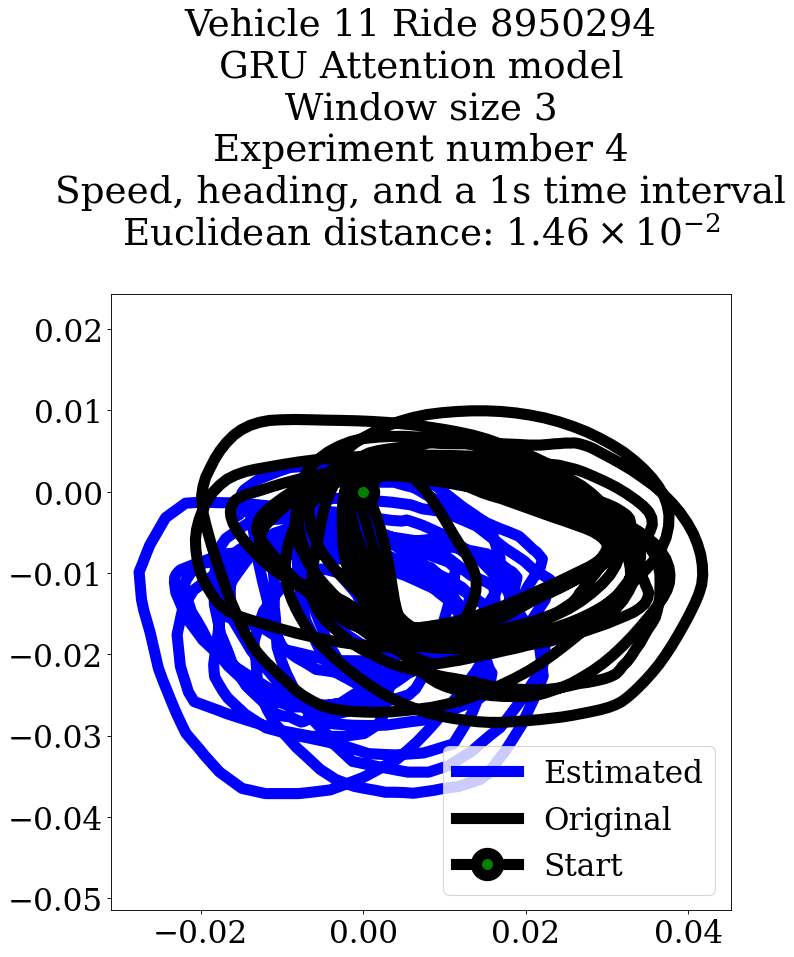 Vehicle 11 Ride 8950294
GRU Attention model
Window size 3
Experiment number 4
Speed, heading, and a 1s time interval
Euclidean distance: 1.46 × 10⁻²
0.02
0.01
0.00
−0.01
−0.02
−0.03
−0.04
−0.05
Estimated
Original
Start
−0.02 0.00 0.02 0.04